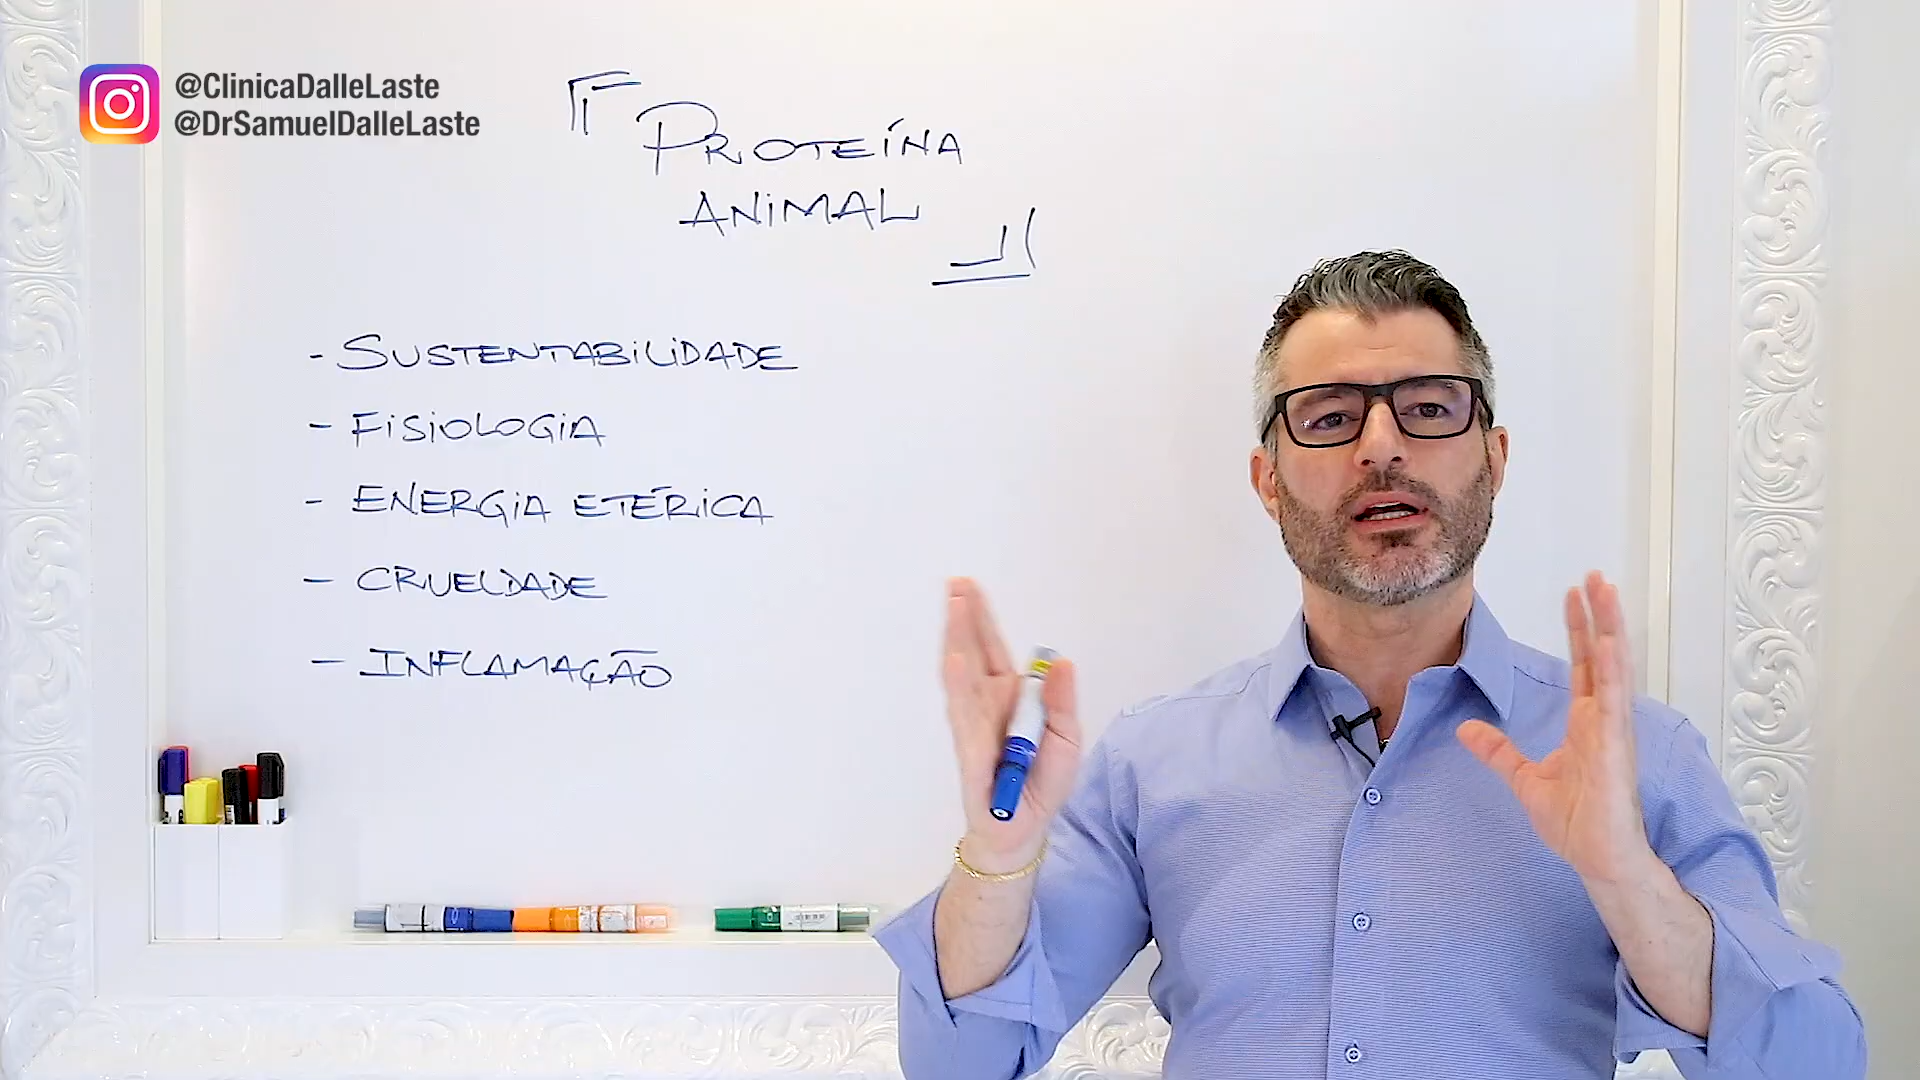 @ClinicaDalleLaste
@DrSamuelDalleLaste
PROTEÍNA
ANIMAL
- SUSTENTABILIDADE
- FISIOLOGIA
- ENERGIA ETÉRICA
- CRUELDADE
- INFLAMAÇÃO